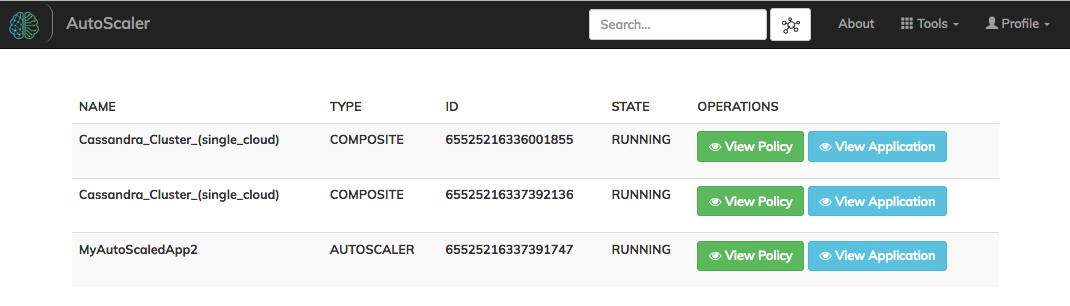 AutoScaler Search... About Tools Profile
NAME TYPE ID STATE OPERATIONS
Cassandra_Cluster_(single_cloud) COMPOSITE 65525216336001855 RUNNING View Policy View Application
Cassandra_Cluster_(single_cloud) COMPOSITE 65525216337392136 RUNNING View Policy View Application
MyAutoScaledApp2 AUTOSCALER 65525216337391747 RUNNING View Policy View Application